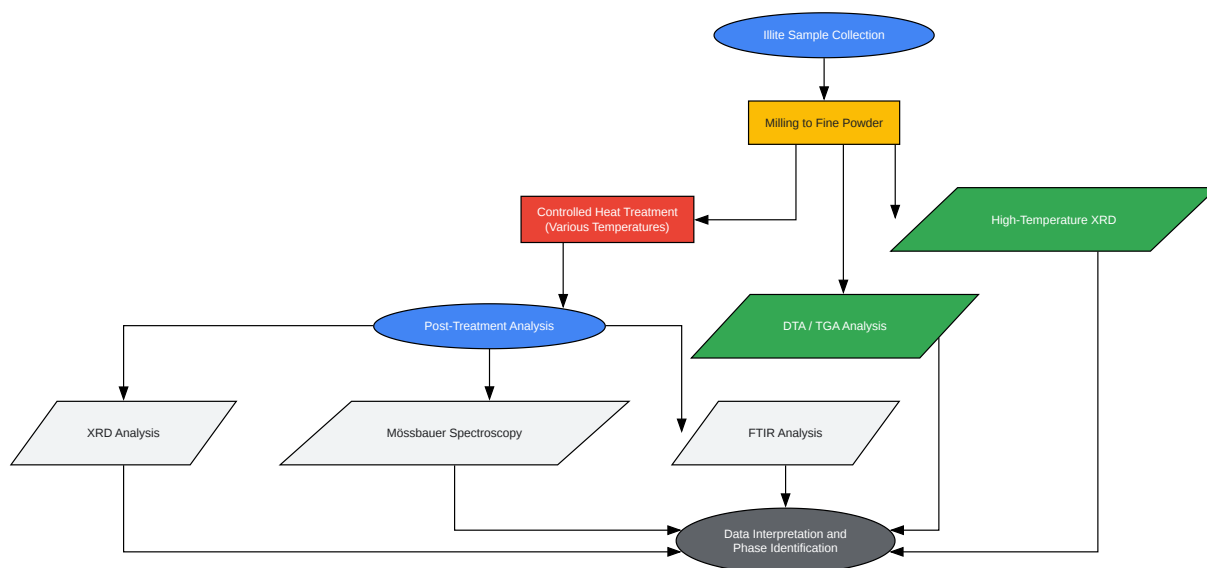 Illite Sample Collection
Milling to Fine Powder
Controlled Heat Treatment
(Various Temperatures)
High-Temperature XRD
Post-Treatment Analysis
DTA / TGA Analysis
XRD Analysis
Mössbauer Spectroscopy
FTIR Analysis
Data Interpretation and
Phase Identification